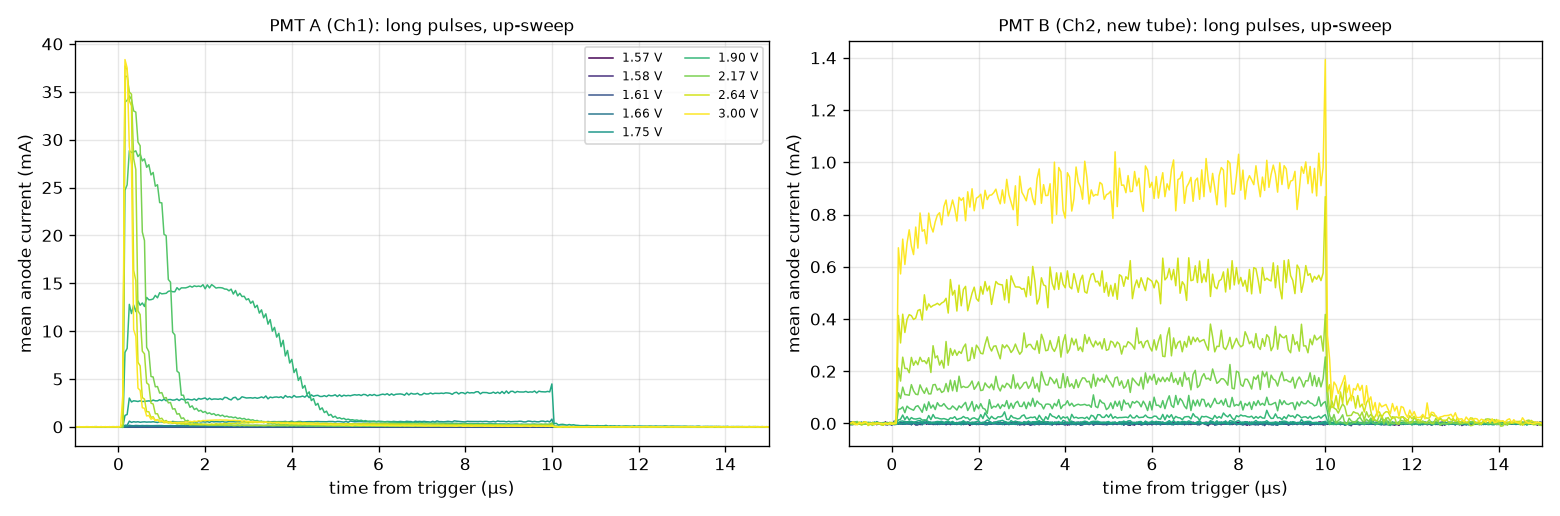 PMT A (Ch1): long pulses, up-sweep
mean anode current (mA)
40
35
30
25
20
15
10
5
0
1.57 V
1.58 V
1.61 V
1.66 V
1.75 V
1.90 V
2.17 V
2.64 V
3.00 V
0
2
4
6
8
10
12
14
time from trigger (μs)
PMT B (Ch2, new tube): long pulses, up-sweep
mean anode current (mA)
1.4
1.2
1.0
0.8
0.6
0.4
0.2
0.0
0
2
4
6
8
10
12
14
time from trigger (μs)